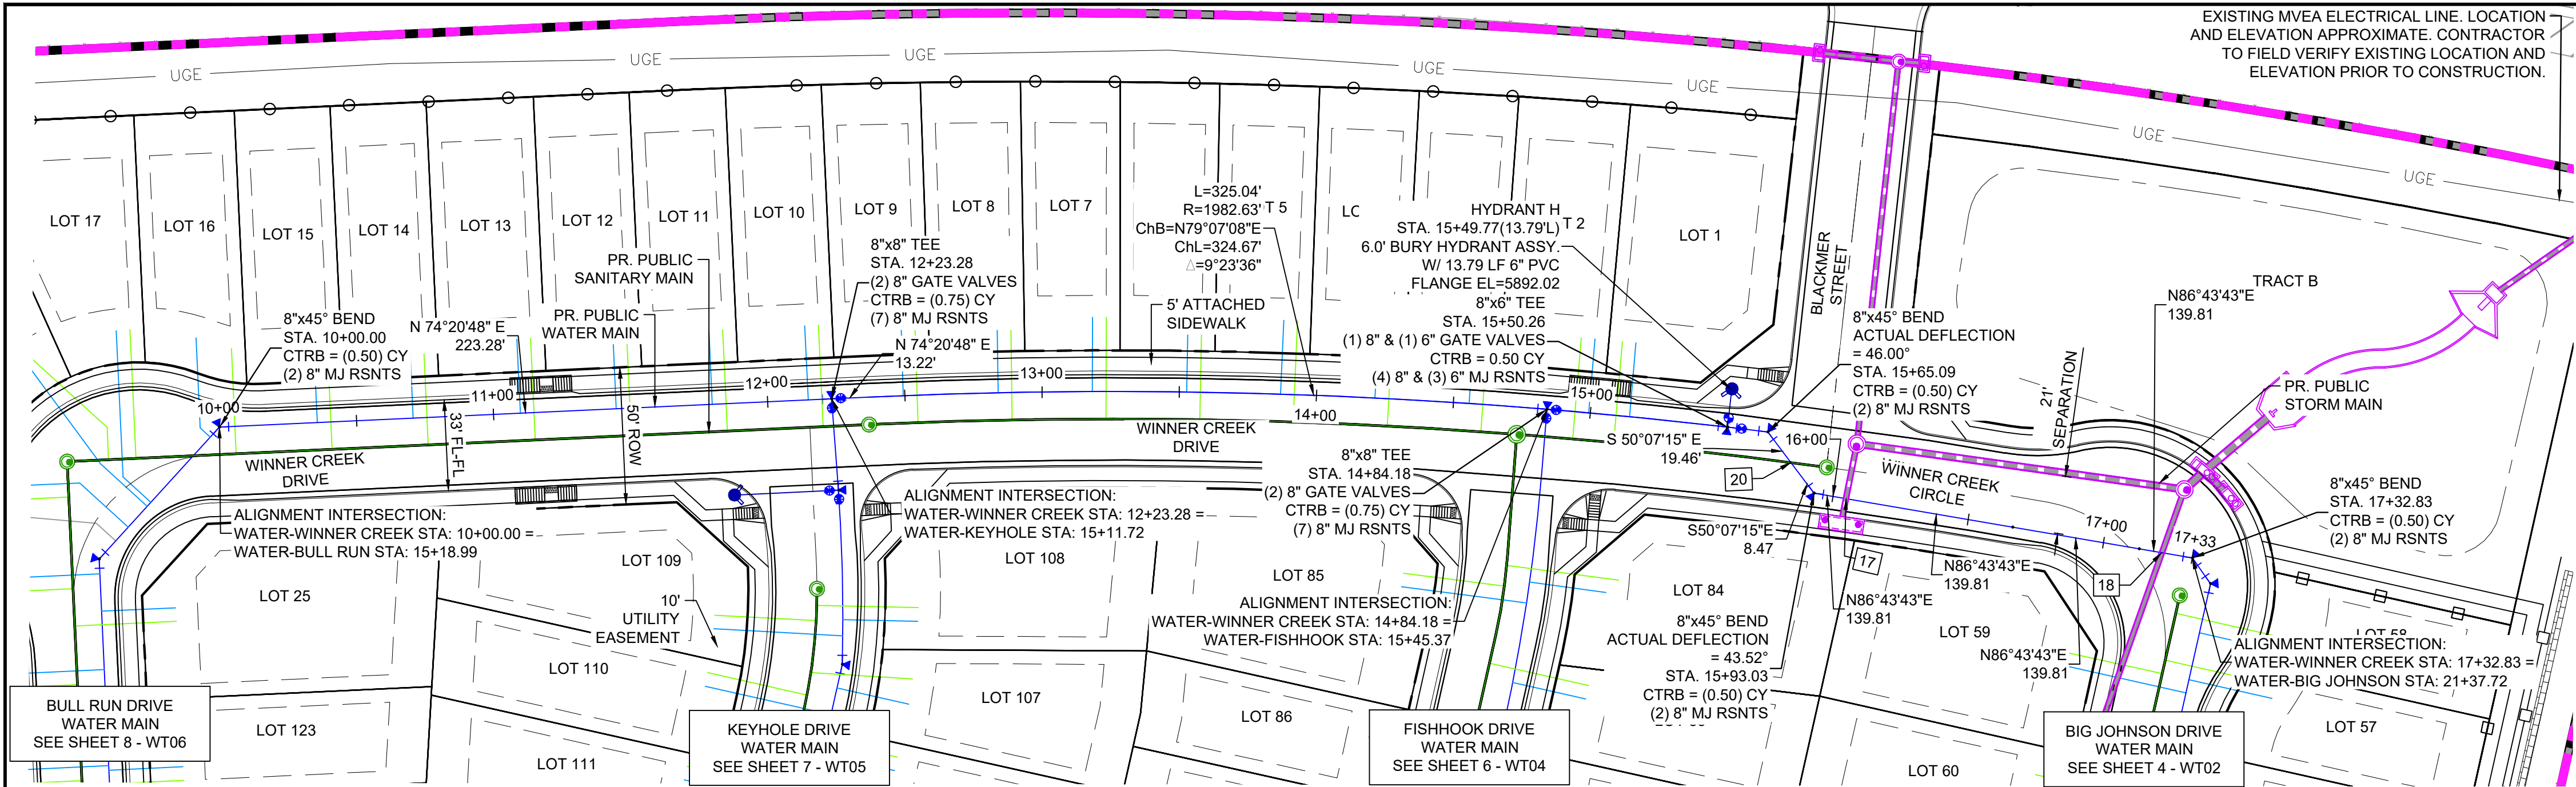 EXISTING MVEA ELECTRICAL LINE. LOCATION
AND ELEVATION APPROXIMATE. CONTRACTOR
TO FIELD VERIFY EXISTING LOCATION AND
ELEVATION PRIOR TO CONSTRUCTION.
UGE
UGE
UGE
UGE
UGE
UGE
UGE
LOT 17
LOT 16
LOT 15
LOT 14
LOT 13
LOT 12
LOT 11
LOT 10
LOT 9
LOT 8
LOT 7
T 5
T 2
LOT 1
L=325.04'
R=1982.63'
ChB=N79°07'08"E
ChL=324.67'
△=9°23'36"
HYDRANT H
STA. 15+49.77(13.79'L)
6.0' BURY HYDRANT ASSY.
W/ 13.79 LF 6" PVC
FLANGE EL=5892.02
8"x6" TEE
STA. 15+50.26
(1) 8" & (1) 6" GATE VALVES
CTRB = 0.50 CY
(4) 8" & (3) 6" MJ RSNTS
8"x8" TEE
STA. 12+23.28
(2) 8" GATE VALVES
CTRB = (0.75) CY
(7) 8" MJ RSNTS
PR. PUBLIC
SANITARY MAIN
PR. PUBLIC
WATER MAIN
5' ATTACHED
SIDEWALK
BLACKMER
STREET
TRACT B
N86°43'43"E
139.81
8"x45° BEND
STA. 10+00.00
CTRB = (0.50) CY
(2) 8" MJ RSNTS
N 74°20'48" E
223.28'
N 74°20'48" E
13.22'
8"x45° BEND
ACTUAL DEFLECTION
= 46.00°
STA. 15+65.09
CTRB = (0.50) CY
(2) 8" MJ RSNTS
21'
SEPARATION
PR. PUBLIC
STORM MAIN
10+00
11+00
12+00
13+00
14+00
15+00
16+00
17+00
17+33
33' FL-FL
50' ROW
WINNER CREEK
DRIVE
WINNER CREEK
DRIVE
WINNER CREEK
CIRCLE
S 50°07'15" E
19.46'
20
8"x8" TEE
STA. 14+84.18
(2) 8" GATE VALVES
CTRB = (0.75) CY
(7) 8" MJ RSNTS
8"x45° BEND
STA. 17+32.83
CTRB = (0.50) CY
(2) 8" MJ RSNTS
ALIGNMENT INTERSECTION:
WATER-WINNER CREEK STA: 10+00.00 =
WATER-BULL RUN STA: 15+18.99
ALIGNMENT INTERSECTION:
WATER-WINNER CREEK STA: 12+23.28 =
WATER-KEYHOLE STA: 15+11.72
S50°07'15"E
8.47
17
18
N86°43'43"E
139.81
N86°43'43"E
139.81
N86°43'43"E
139.81
LOT 109
LOT 108
LOT 85
LOT 84
LOT 25
LOT 59
LOT 58
10'
UTILITY
EASEMENT
ALIGNMENT INTERSECTION:
WATER-WINNER CREEK STA: 14+84.18 =
WATER-FISHHOOK STA: 15+45.37
8"x45° BEND
ACTUAL DEFLECTION
= 43.52°
STA. 15+93.03
CTRB = (0.50) CY
(2) 8" MJ RSNTS
ALIGNMENT INTERSECTION:
WATER-WINNER CREEK STA: 17+32.83 =
WATER-BIG JOHNSON STA: 21+37.72
LOT 110
LOT 107
LOT 86
LOT 57
LOT 123
LOT 111
LOT 60
BULL RUN DRIVE
WATER MAIN
SEE SHEET 8 - WT06
KEYHOLE DRIVE
WATER MAIN
SEE SHEET 7 - WT05
FISHHOOK DRIVE
WATER MAIN
SEE SHEET 6 - WT04
BIG JOHNSON DRIVE
WATER MAIN
SEE SHEET 4 - WT02